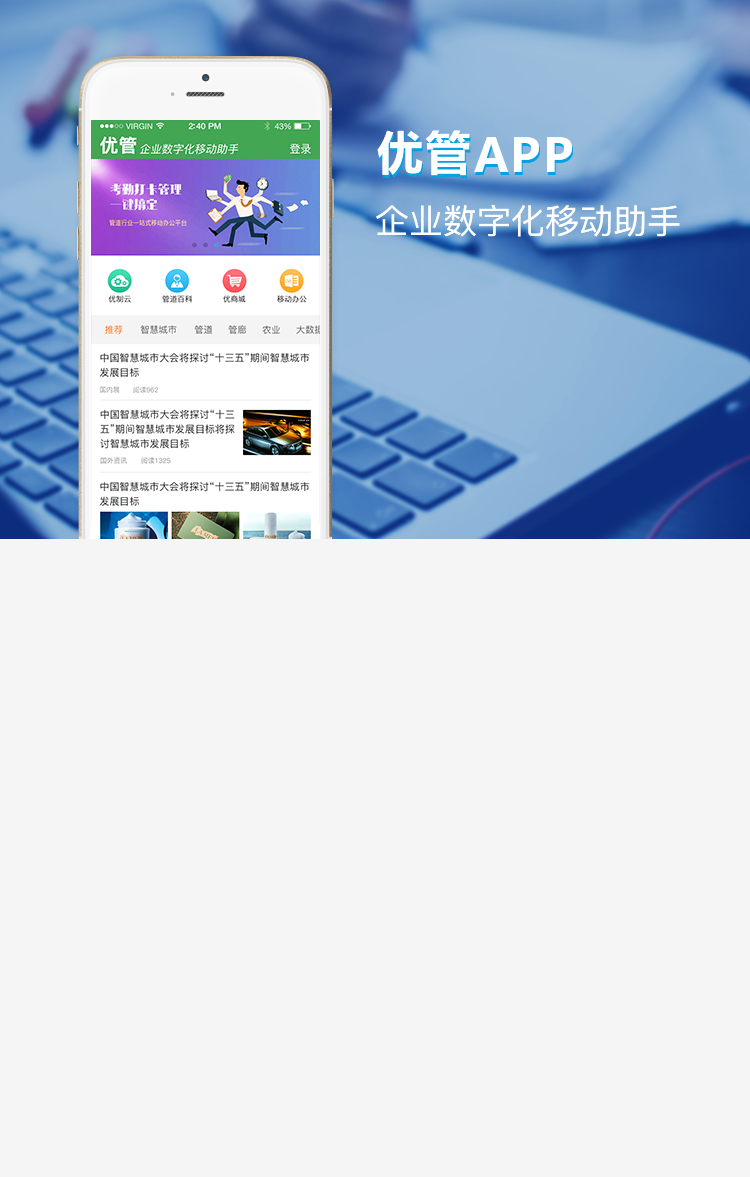 VIRGIN 2:40 PM 43%
优管 企业数字化移动助手 登录
考勤打卡管理
一键搞定
管道行业一站式移动办公平台
优制云 管道百科 优商城 移动办公
推荐 智慧城市 管道 管廊 农业 大数据
中国智慧城市大会将探讨“十三五”期间智慧城市
发展目标
国内展 阅读962
中国智慧城市大会将探讨“十三
五”期间智慧城市发展目标将探
讨智慧城市发展目标
国外资讯 阅读1325
中国智慧城市大会将探讨“十三五”期间智慧城市
发展目标
优管APP
企业数字化移动助手